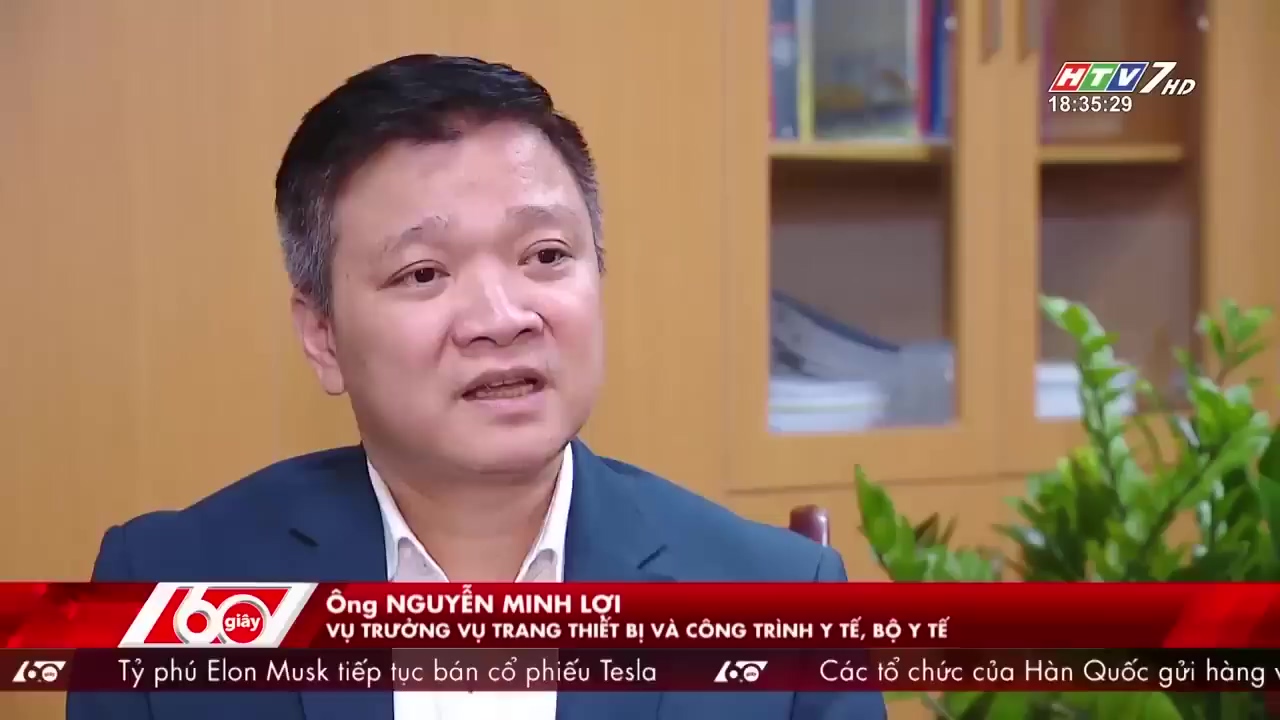 HTV7HD
18:35:29
60 giây
Ông NGUYỄN MINH LỢI
VỤ TRƯỞNG VỤ TRANG THIẾT BỊ VÀ CÔNG TRÌNH Y TẾ, BỘ Y TẾ
60 Tỷ phú Elon Musk tiếp tục bán cổ phiếu Tesla 60 Các tổ chức của Hàn Quốc gửi hàng